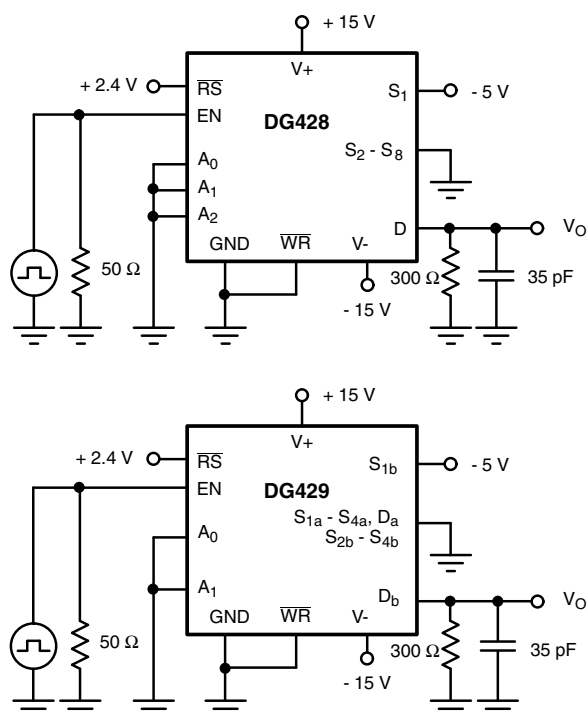 + 15 V
V+
+ 2.4 V
RS
S1
- 5 V
EN
DG428
S2 - S8
A0
A1
A2
D
VO
GND
WR
V-
50 Ω
300 Ω
35 pF
- 15 V
+ 15 V
V+
+ 2.4 V
RS
S1b
- 5 V
EN
DG429
S1a - S4a, Da
S2b - S4b
A0
A1
Db
VO
GND
WR
V-
50 Ω
300 Ω
35 pF
- 15 V